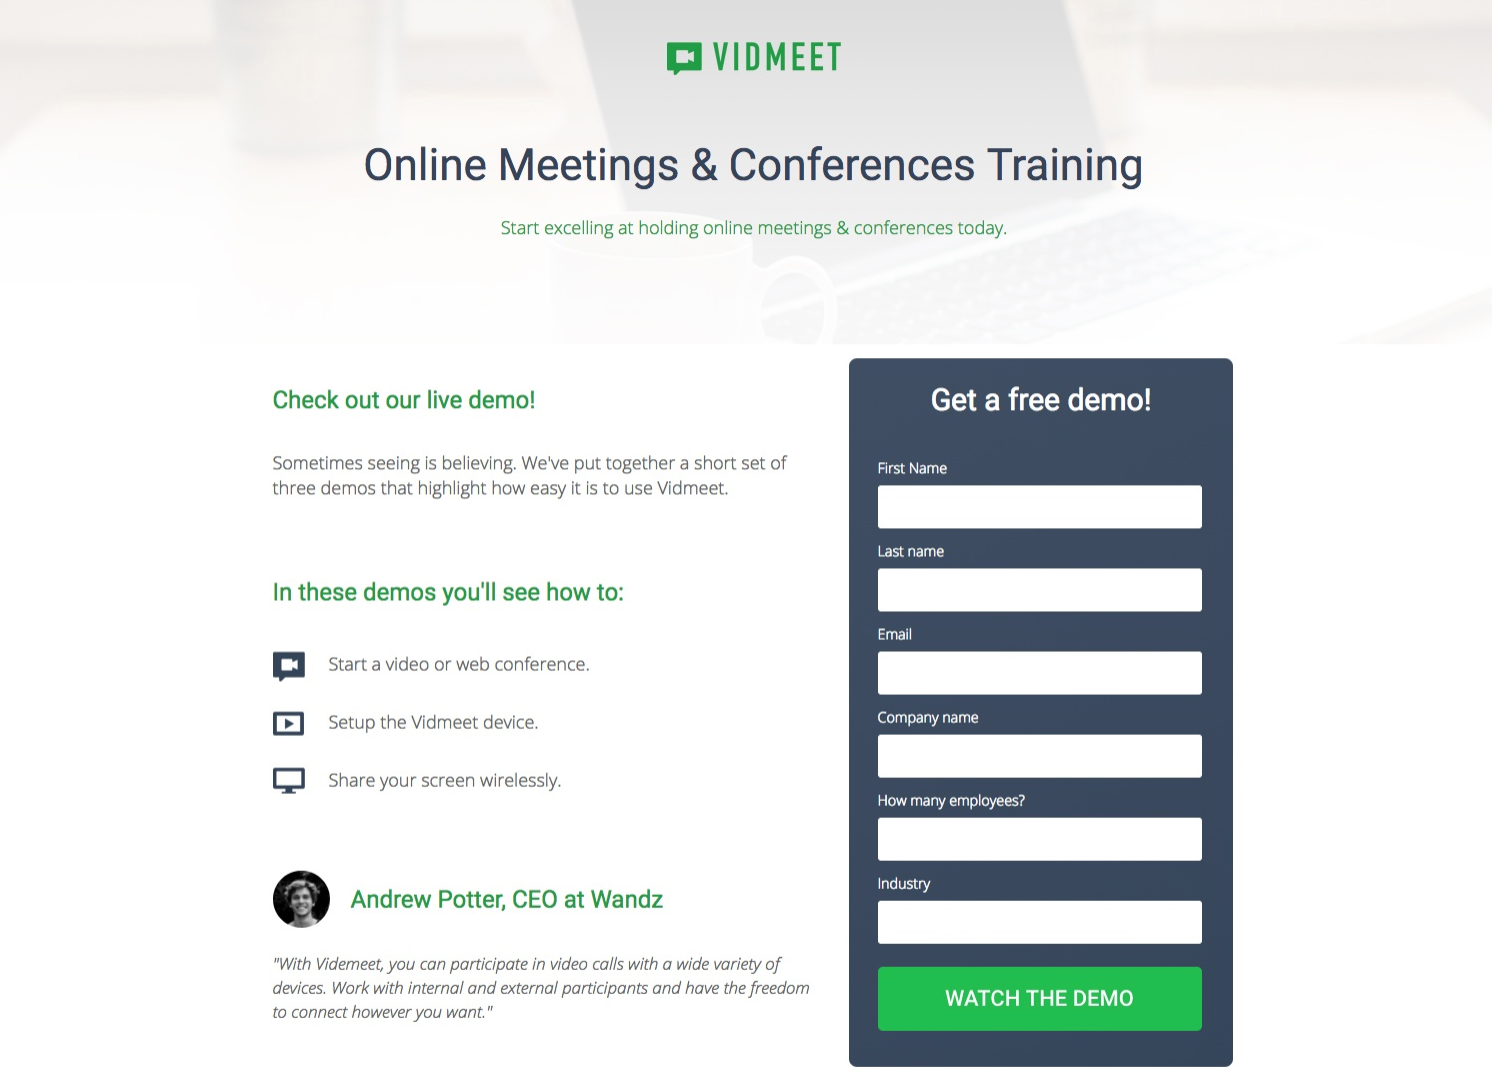 VIDMEET
Online Meetings & Conferences Training
Start excelling at holding online meetings & conferences today.
Check out our live demo!
Sometimes seeing is believing. We've put together a short set of
three demos that highlight how easy it is to use Vidmeet.
In these demos you'll see how to:
Start a video or web conference.
Setup the Vidmeet device.
Share your screen wirelessly.
Andrew Potter, CEO at Wandz
"With Videmeet, you can participate in video calls with a wide variety of
devices. Work with internal and external participants and have the freedom
to connect however you want."
Get a free demo!
First Name
Last name
Email
Company name
How many employees?
Industry
WATCH THE DEMO